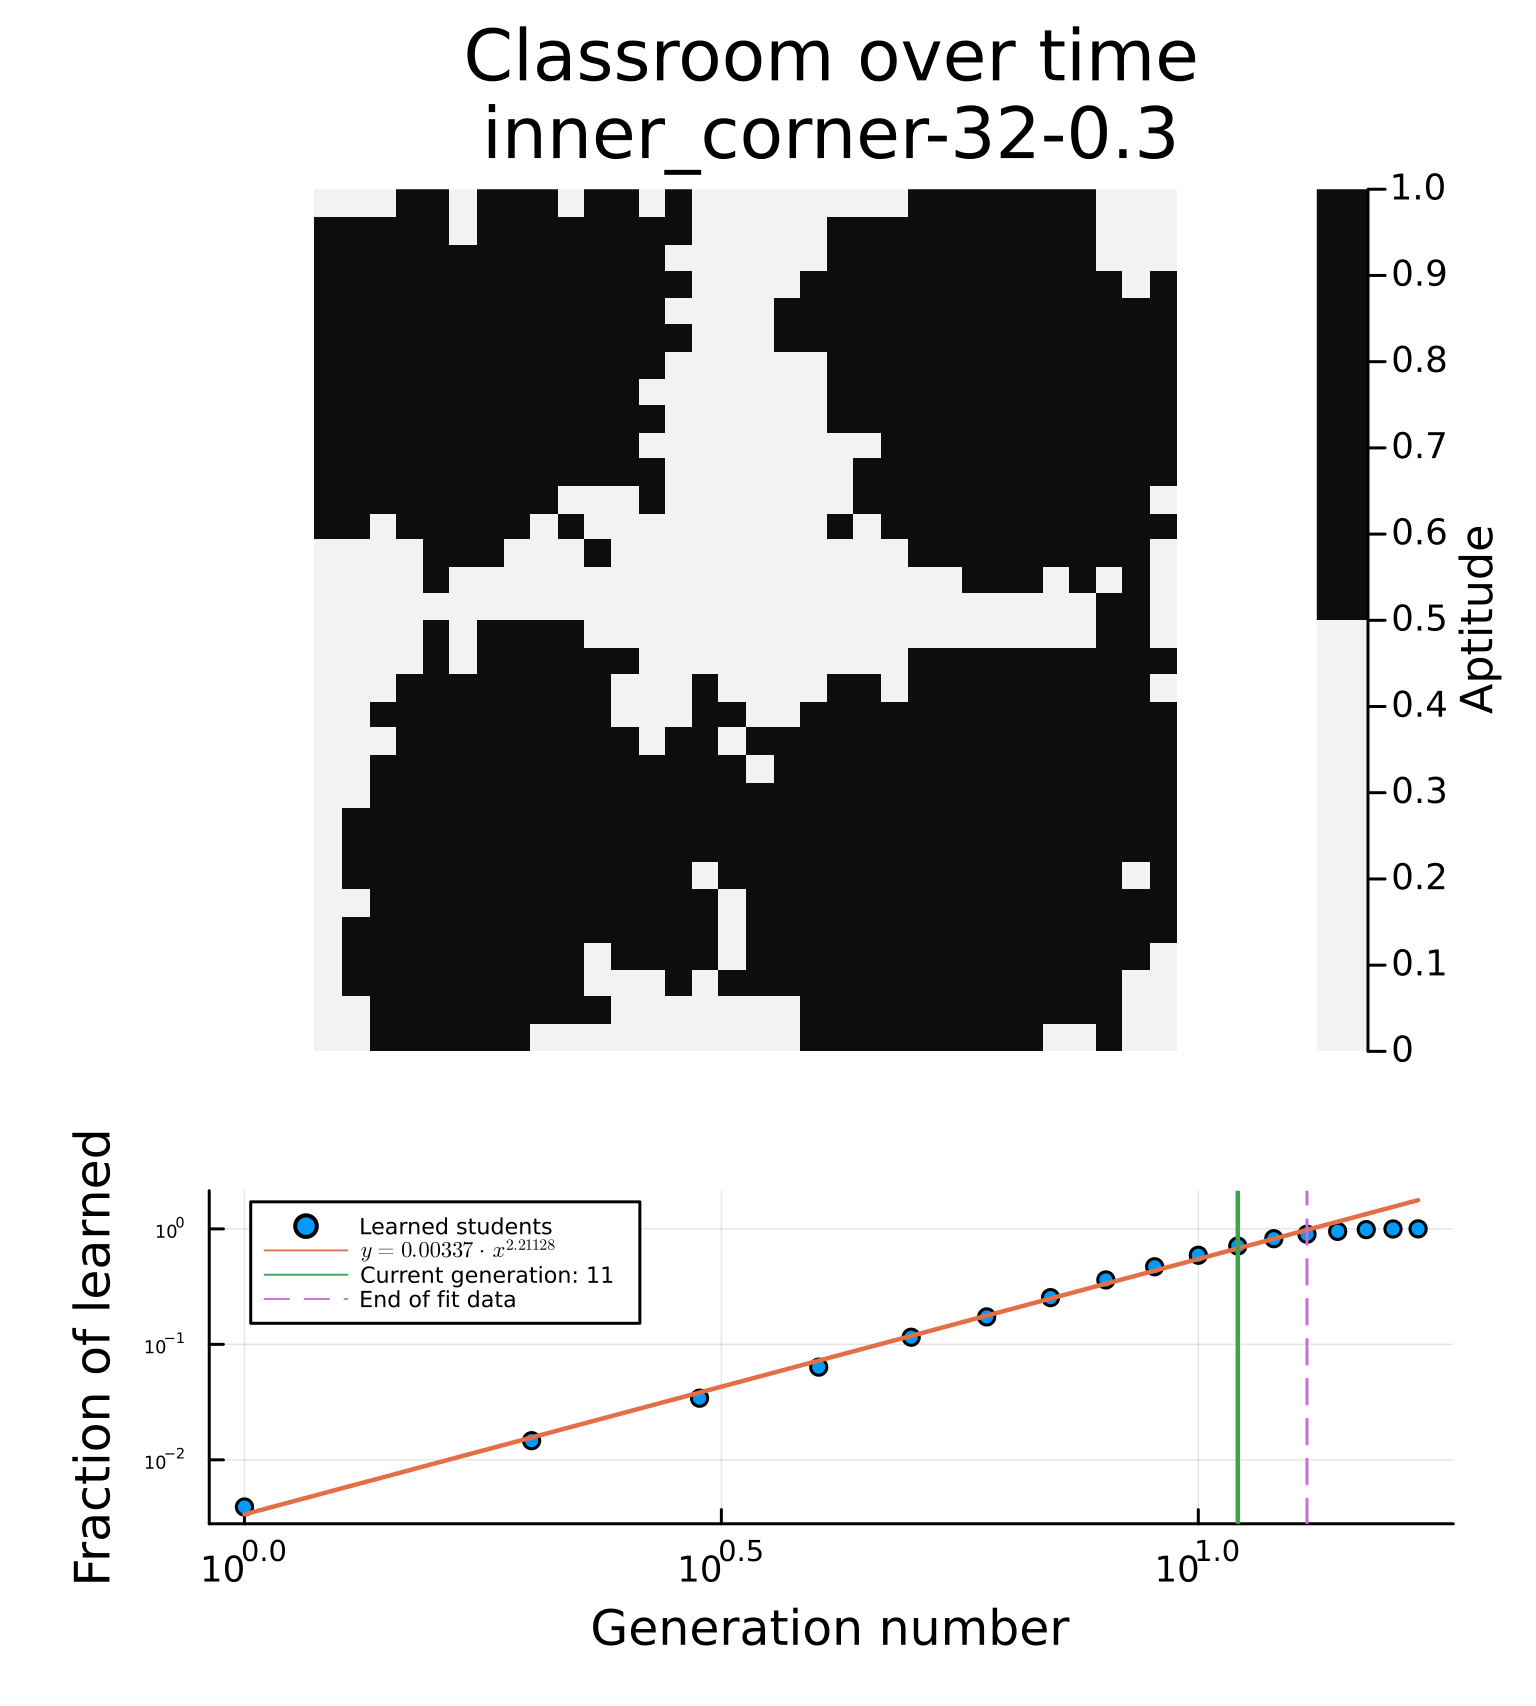 Classroom over time
inner_corner-32-0.3
1.0
0.9
0.8
0.7
0.6
0.5
0.4
0.3
0.2
0.1
0
Aptitude
Fraction of learned
10⁰
10⁻¹
10⁻²
Learned students
y = 0.00337 · x^2.21128
Current generation: 11
End of fit data
10^0.0
10^0.5
10^1.0
Generation number